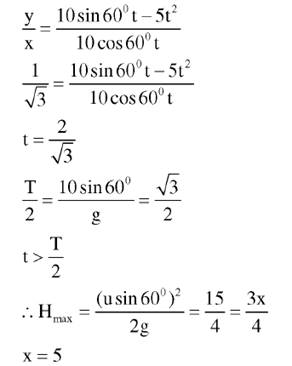 y/x = (10 sin 60⁰ t – 5t²)/(10 cos 60⁰ t)
1/√3 = (10 sin 60⁰ t – 5t²)/(10 cos 60⁰ t)
t = 2/√3
T/2 = (10 sin 60⁰)/g = √3/2
t > T/2
∴ H_max = (u sin 60⁰)²/2g = 15/4 = 3x/4
x = 5